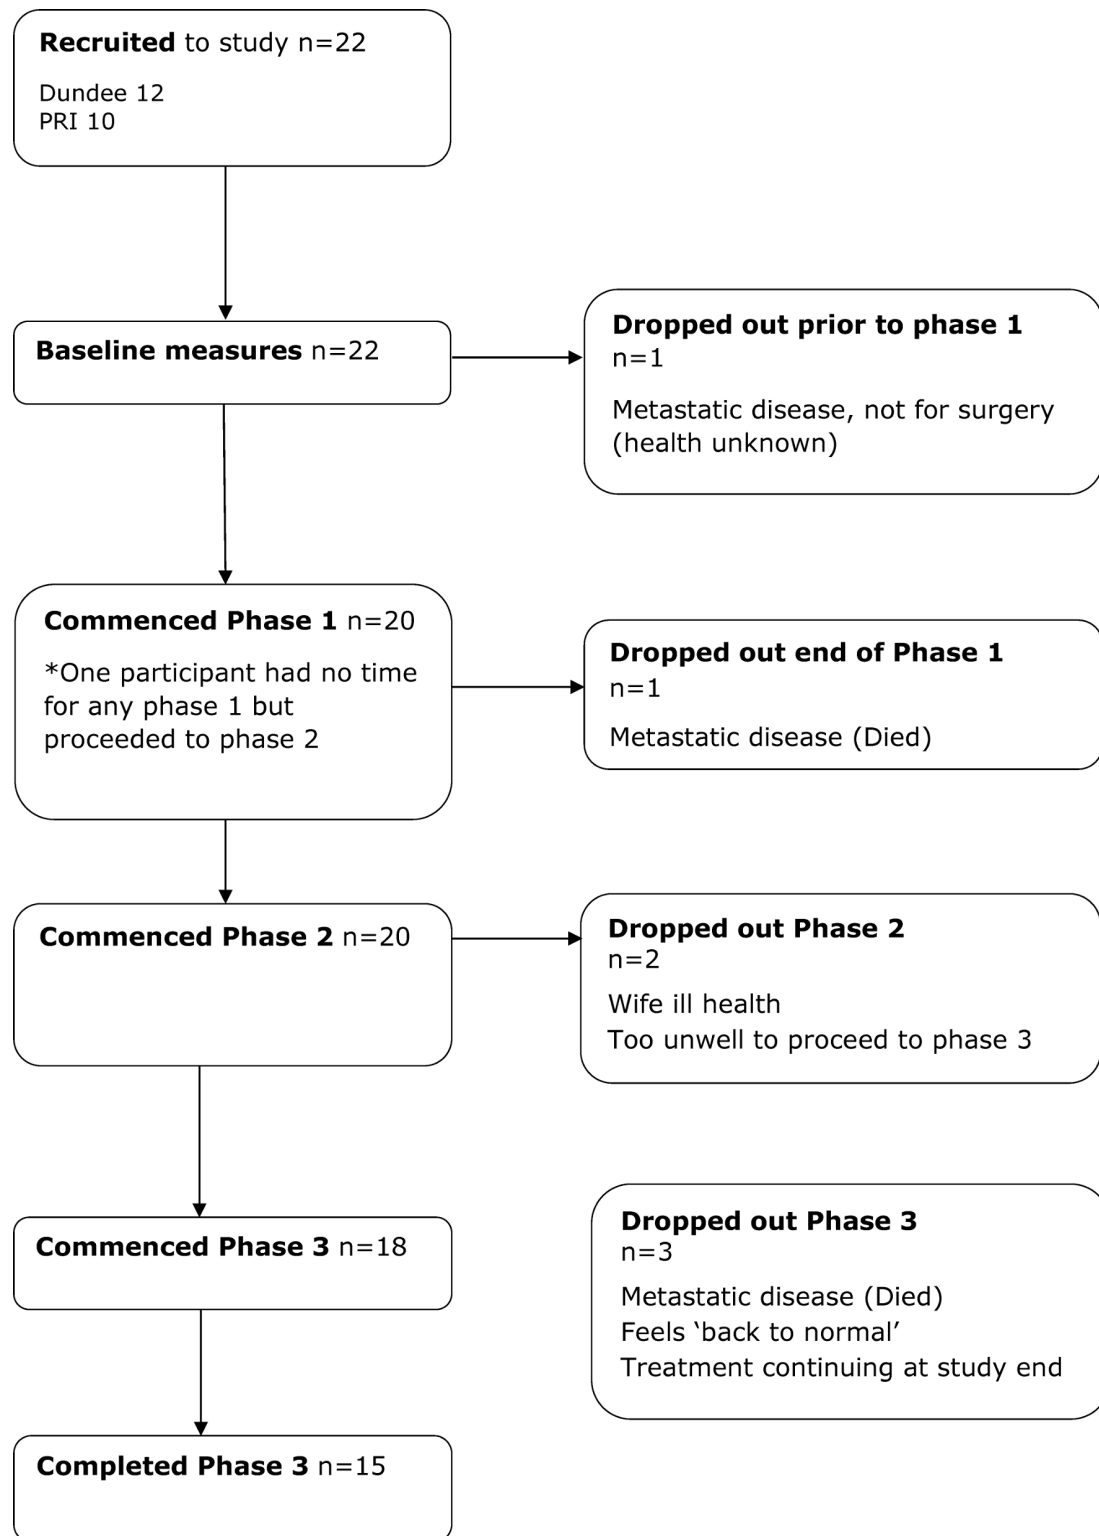 Recruited to study n=22
Dundee 12
PRI 10
Baseline measures n=22
Dropped out prior to phase 1
n=1
Metastatic disease, not for surgery
(health unknown)
Commenced Phase 1 n=20
*One participant had no time
for any phase 1 but
proceeded to phase 2
Dropped out end of Phase 1
n=1
Metastatic disease (Died)
Commenced Phase 2 n=20
Dropped out Phase 2
n=2
Wife ill health
Too unwell to proceed to phase 3
Commenced Phase 3 n=18
Dropped out Phase 3
n=3
Metastatic disease (Died)
Feels ‘back to normal’
Treatment continuing at study end
Completed Phase 3 n=15